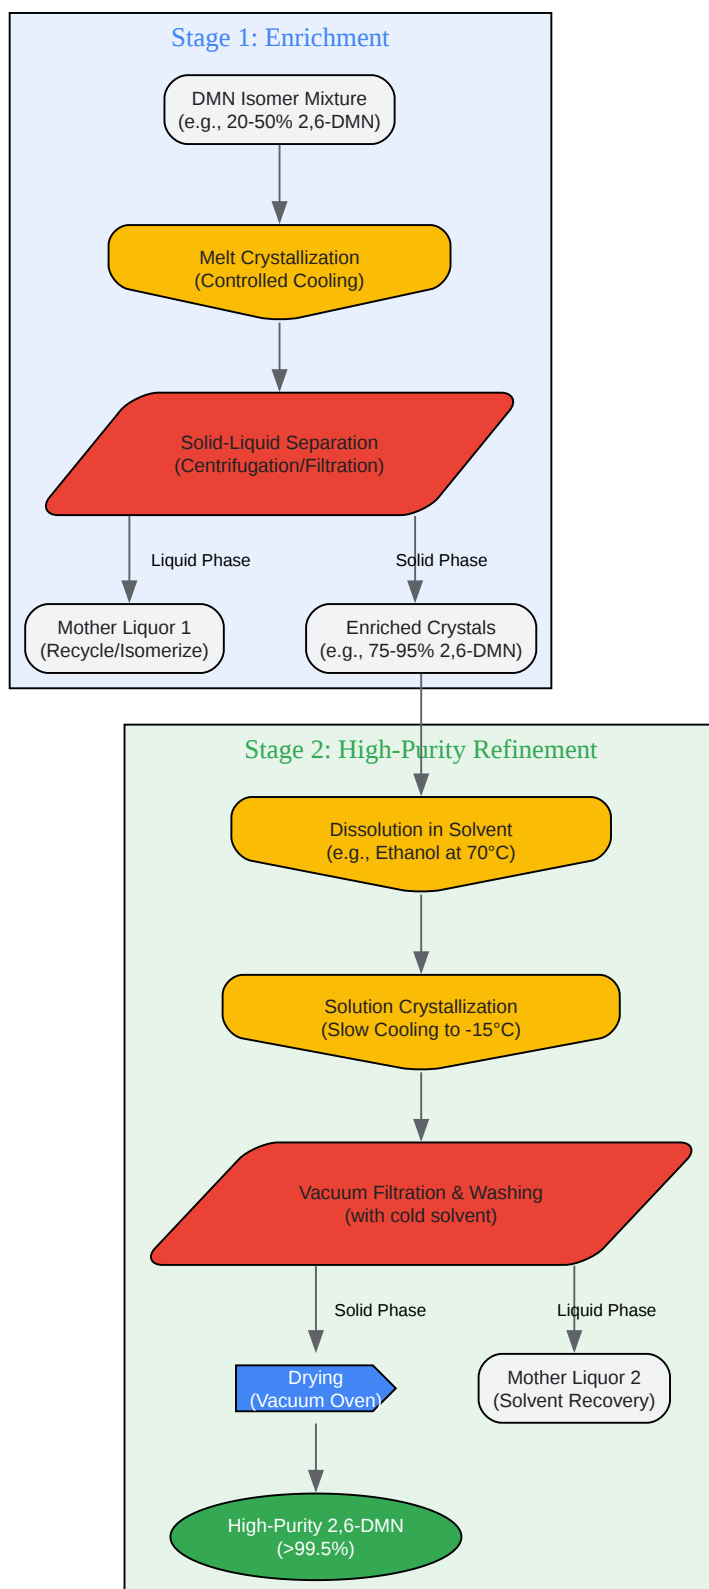 Stage 1: Enrichment
DMN Isomer Mixture
(e.g., 20-50% 2,6-DMN)
Melt Crystallization
(Controlled Cooling)
Solid-Liquid Separation
(Centrifugation/Filtration)
Liquid Phase
Solid Phase
Mother Liquor 1
(Recycle/Isomerize)
Enriched Crystals
(e.g., 75-95% 2,6-DMN)
Stage 2: High-Purity Refinement
Dissolution in Solvent
(e.g., Ethanol at 70°C)
Solution Crystallization
(Slow Cooling to -15°C)
Vacuum Filtration & Washing
(with cold solvent)
Solid Phase
Liquid Phase
Drying
(Vacuum Oven)
Mother Liquor 2
(Solvent Recovery)
High-Purity 2,6-DMN
(>99.5%)